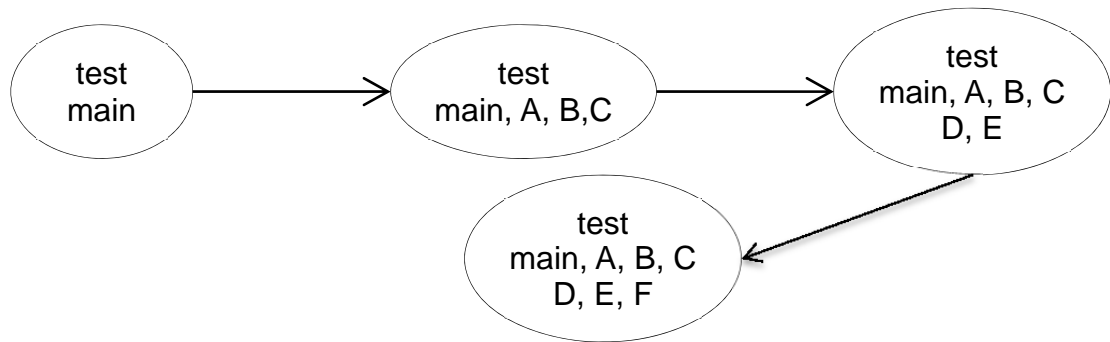 test
main
test
main, A, B,C
test
main, A, B, C
D, E
test
main, A, B, C
D, E, F